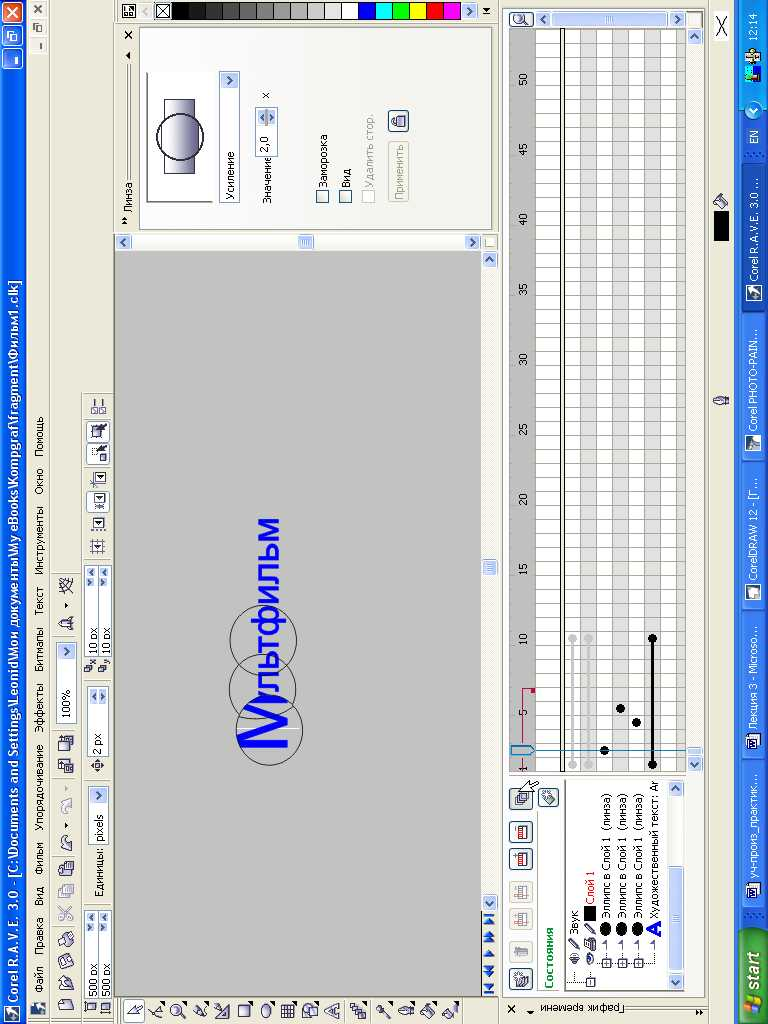 Corel R.A.V.E. 3.0 - [C:\Documents and Settings\Leonid\Мои документы\My eBooks\Kompgraf\fragment\Фильм1.clk]
Файл Правка Вид Фильм Упорядочивание Эффекты Битмапы Текст Инструменты Окно Помощь
100%
500 px
500 px
Единицы: pixels
2 px
x 10 px
y 10 px
Мультфильм
Линза
Усиление
Значение 2,0 x
Заморозка
Вид
Удалить стор.
Применить
График времени
Состояния
1 5 10 15 20 25 30 35 40 45 50
Звук
Слой 1
Эллипс в Слой 1 (линза)
Эллипс в Слой 1 (линза)
Эллипс в Слой 1 (линза)
Художественный текст: Ar
start
уч-произ_практик...
Лекция 3 - Microso...
CorelDRAW 12 - [Г...
Corel PHOTO-PAIN...
Corel R.A.V.E. 3.0 ...
EN
12:14